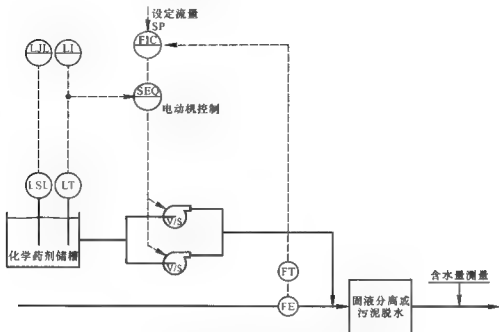 设定流量
SP
LJL
LI
FIC
SEQ
电动机控制
LSL
LT
V/S
化学药剂储槽
V/S
FT
FE
固液分离或
污泥脱水
含水量测量